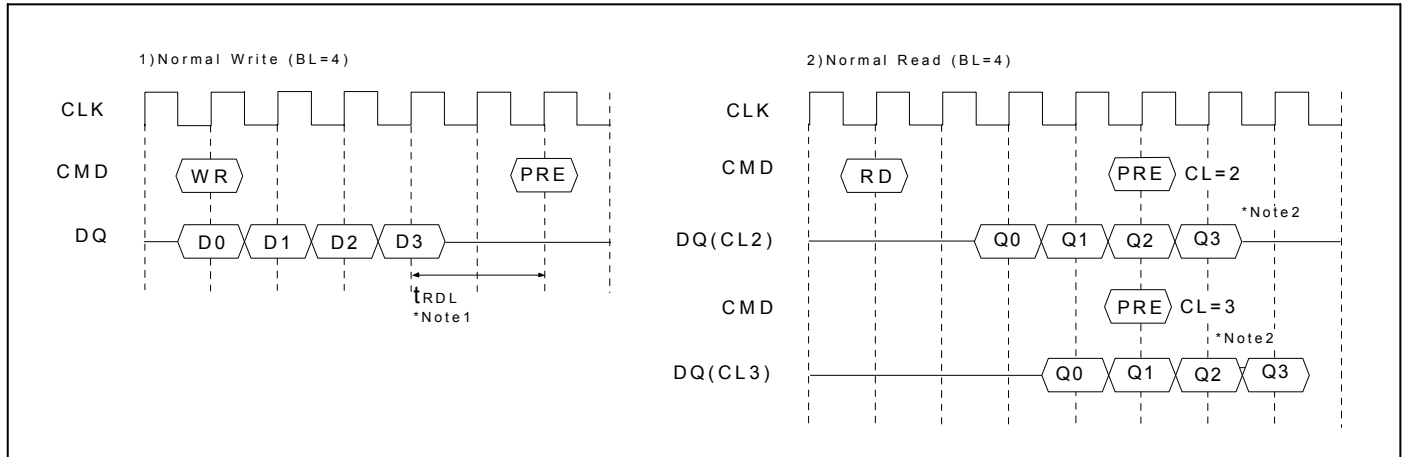 1)Normal Write (BL=4)
CLK
CMD
WR
PRE
DQ
D0 D1 D2 D3
tRDL
*Note1
2)Normal Read (BL=4)
CLK
CMD
RD
PRE CL=2
*Note2
DQ(CL2)
Q0 Q1 Q2 Q3
CMD
PRE CL=3
*Note2
DQ(CL3)
Q0 Q1 Q2 Q3